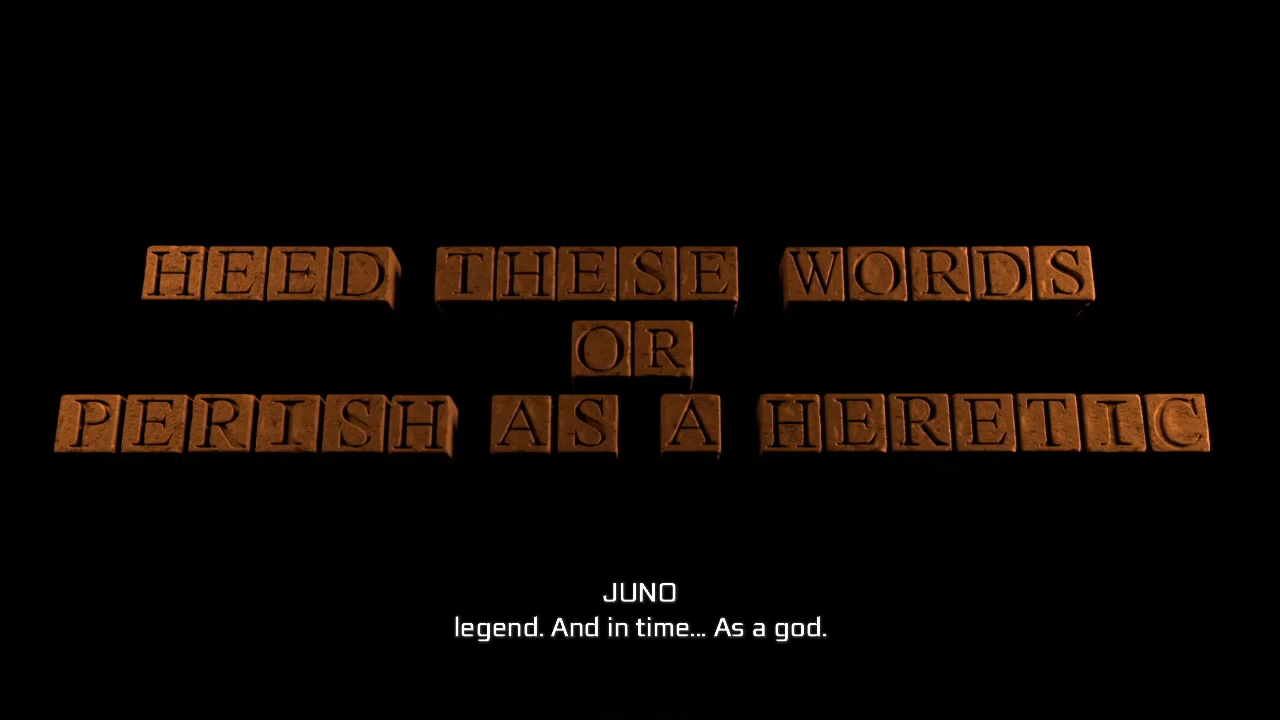 HEED THESE WORDS
OR
PERISH AS A HERETIC
JUNO
legend. And in time... As a god.